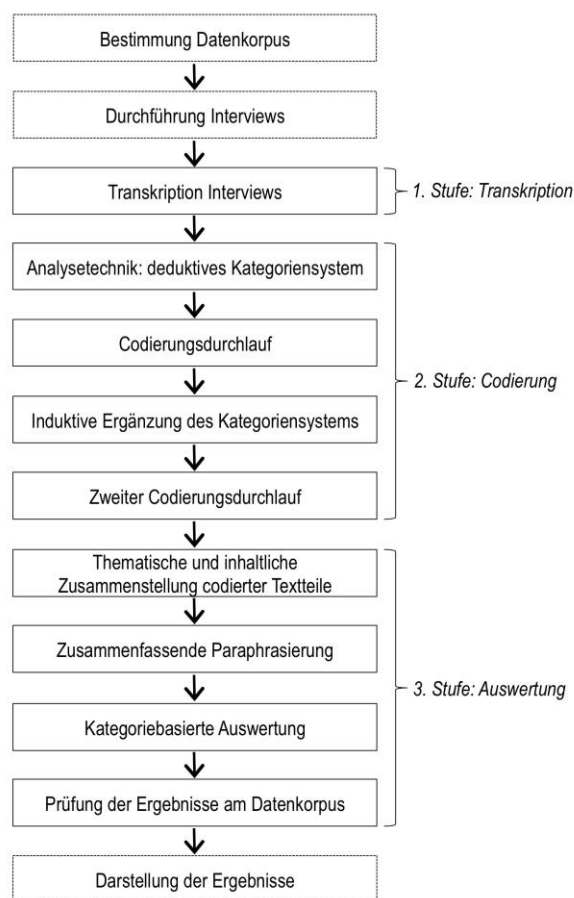 Bestimmung Datenkorpus
Durchführung Interviews
Transkription Interviews
1. Stufe: Transkription
Analysetechnik: deduktives Kategoriensystem
Codierungsdurchlauf
2. Stufe: Codierung
Induktive Ergänzung des Kategoriensystems
Zweiter Codierungsdurchlauf
Thematische und inhaltliche
Zusammenstellung codierter Textteile
Zusammenfassende Paraphrasierung
3. Stufe: Auswertung
Kategoriebasierte Auswertung
Prüfung der Ergebnisse am Datenkorpus
Darstellung der Ergebnisse